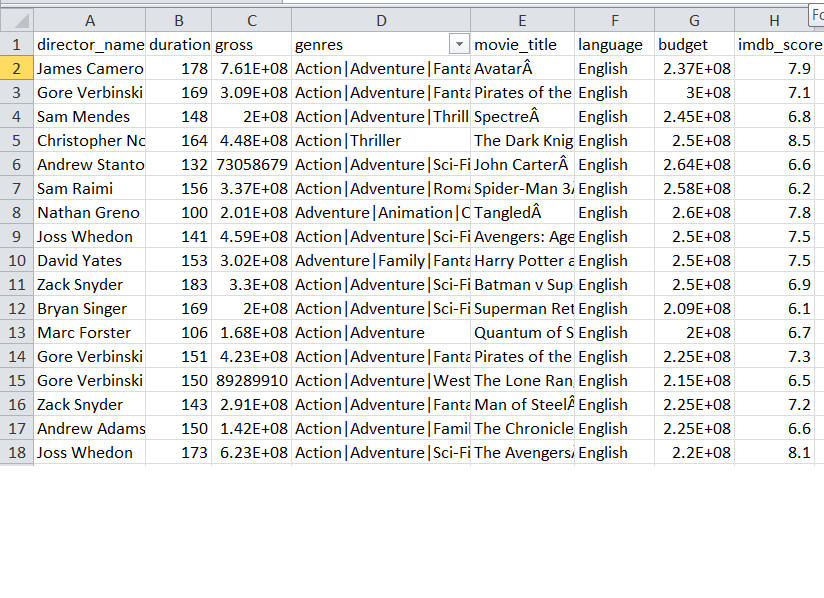 Fo
A B C D E F G H
1 director_name duration gross genres movie_title language budget imdb_score
2 James Camero 178 7.61E+08 Action|Adventure|Fanta AvatarÂ English 2.37E+08 7.9
3 Gore Verbinski 169 3.09E+08 Action|Adventure|Fanta Pirates of the English 3E+08 7.1
4 Sam Mendes 148 2E+08 Action|Adventure|Thrill SpectreÂ English 2.45E+08 6.8
5 Christopher No 164 4.48E+08 Action|Thriller The Dark Knig English 2.5E+08 8.5
6 Andrew Stanto 132 73058679 Action|Adventure|Sci-Fi John CarterÂ English 2.64E+08 6.6
7 Sam Raimi 156 3.37E+08 Action|Adventure|Roma Spider-Man 3Â English 2.58E+08 6.2
8 Nathan Greno 100 2.01E+08 Adventure|Animation|C TangledÂ English 2.6E+08 7.8
9 Joss Whedon 141 4.59E+08 Action|Adventure|Sci-Fi Avengers: Age English 2.5E+08 7.5
10 David Yates 153 3.02E+08 Adventure|Family|Fanta Harry Potter a English 2.5E+08 7.5
11 Zack Snyder 183 3.3E+08 Action|Adventure|Sci-Fi Batman v Sup English 2.5E+08 6.9
12 Bryan Singer 169 2E+08 Action|Adventure|Sci-Fi Superman Ret English 2.09E+08 6.1
13 Marc Forster 106 1.68E+08 Action|Adventure Quantum of S English 2E+08 6.7
14 Gore Verbinski 151 4.23E+08 Action|Adventure|Fanta Pirates of the English 2.25E+08 7.3
15 Gore Verbinski 150 89289910 Action|Adventure|West The Lone Ran English 2.15E+08 6.5
16 Zack Snyder 143 2.91E+08 Action|Adventure|Fanta Man of SteelÂ English 2.25E+08 7.2
17 Andrew Adams 150 1.42E+08 Action|Adventure|Famil The Chronicle English 2.25E+08 6.6
18 Joss Whedon 173 6.23E+08 Action|Adventure|Sci-Fi The AvengersÂ English 2.2E+08 8.1